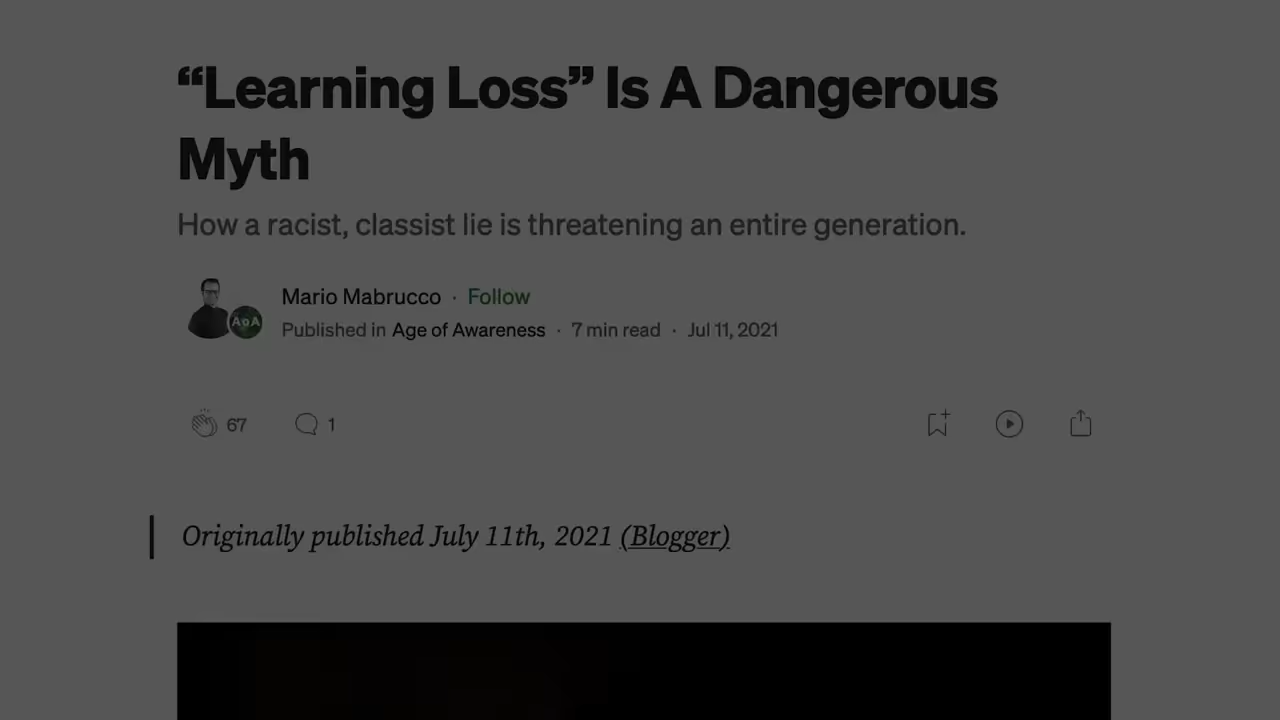 “Learning Loss” Is A Dangerous
Myth
How a racist, classist lie is threatening an entire generation.
Mario Mabrucco · Follow
AoA
Published in Age of Awareness · 7 min read · Jul 11, 2021
67 1
Originally published July 11th, 2021 (Blogger)